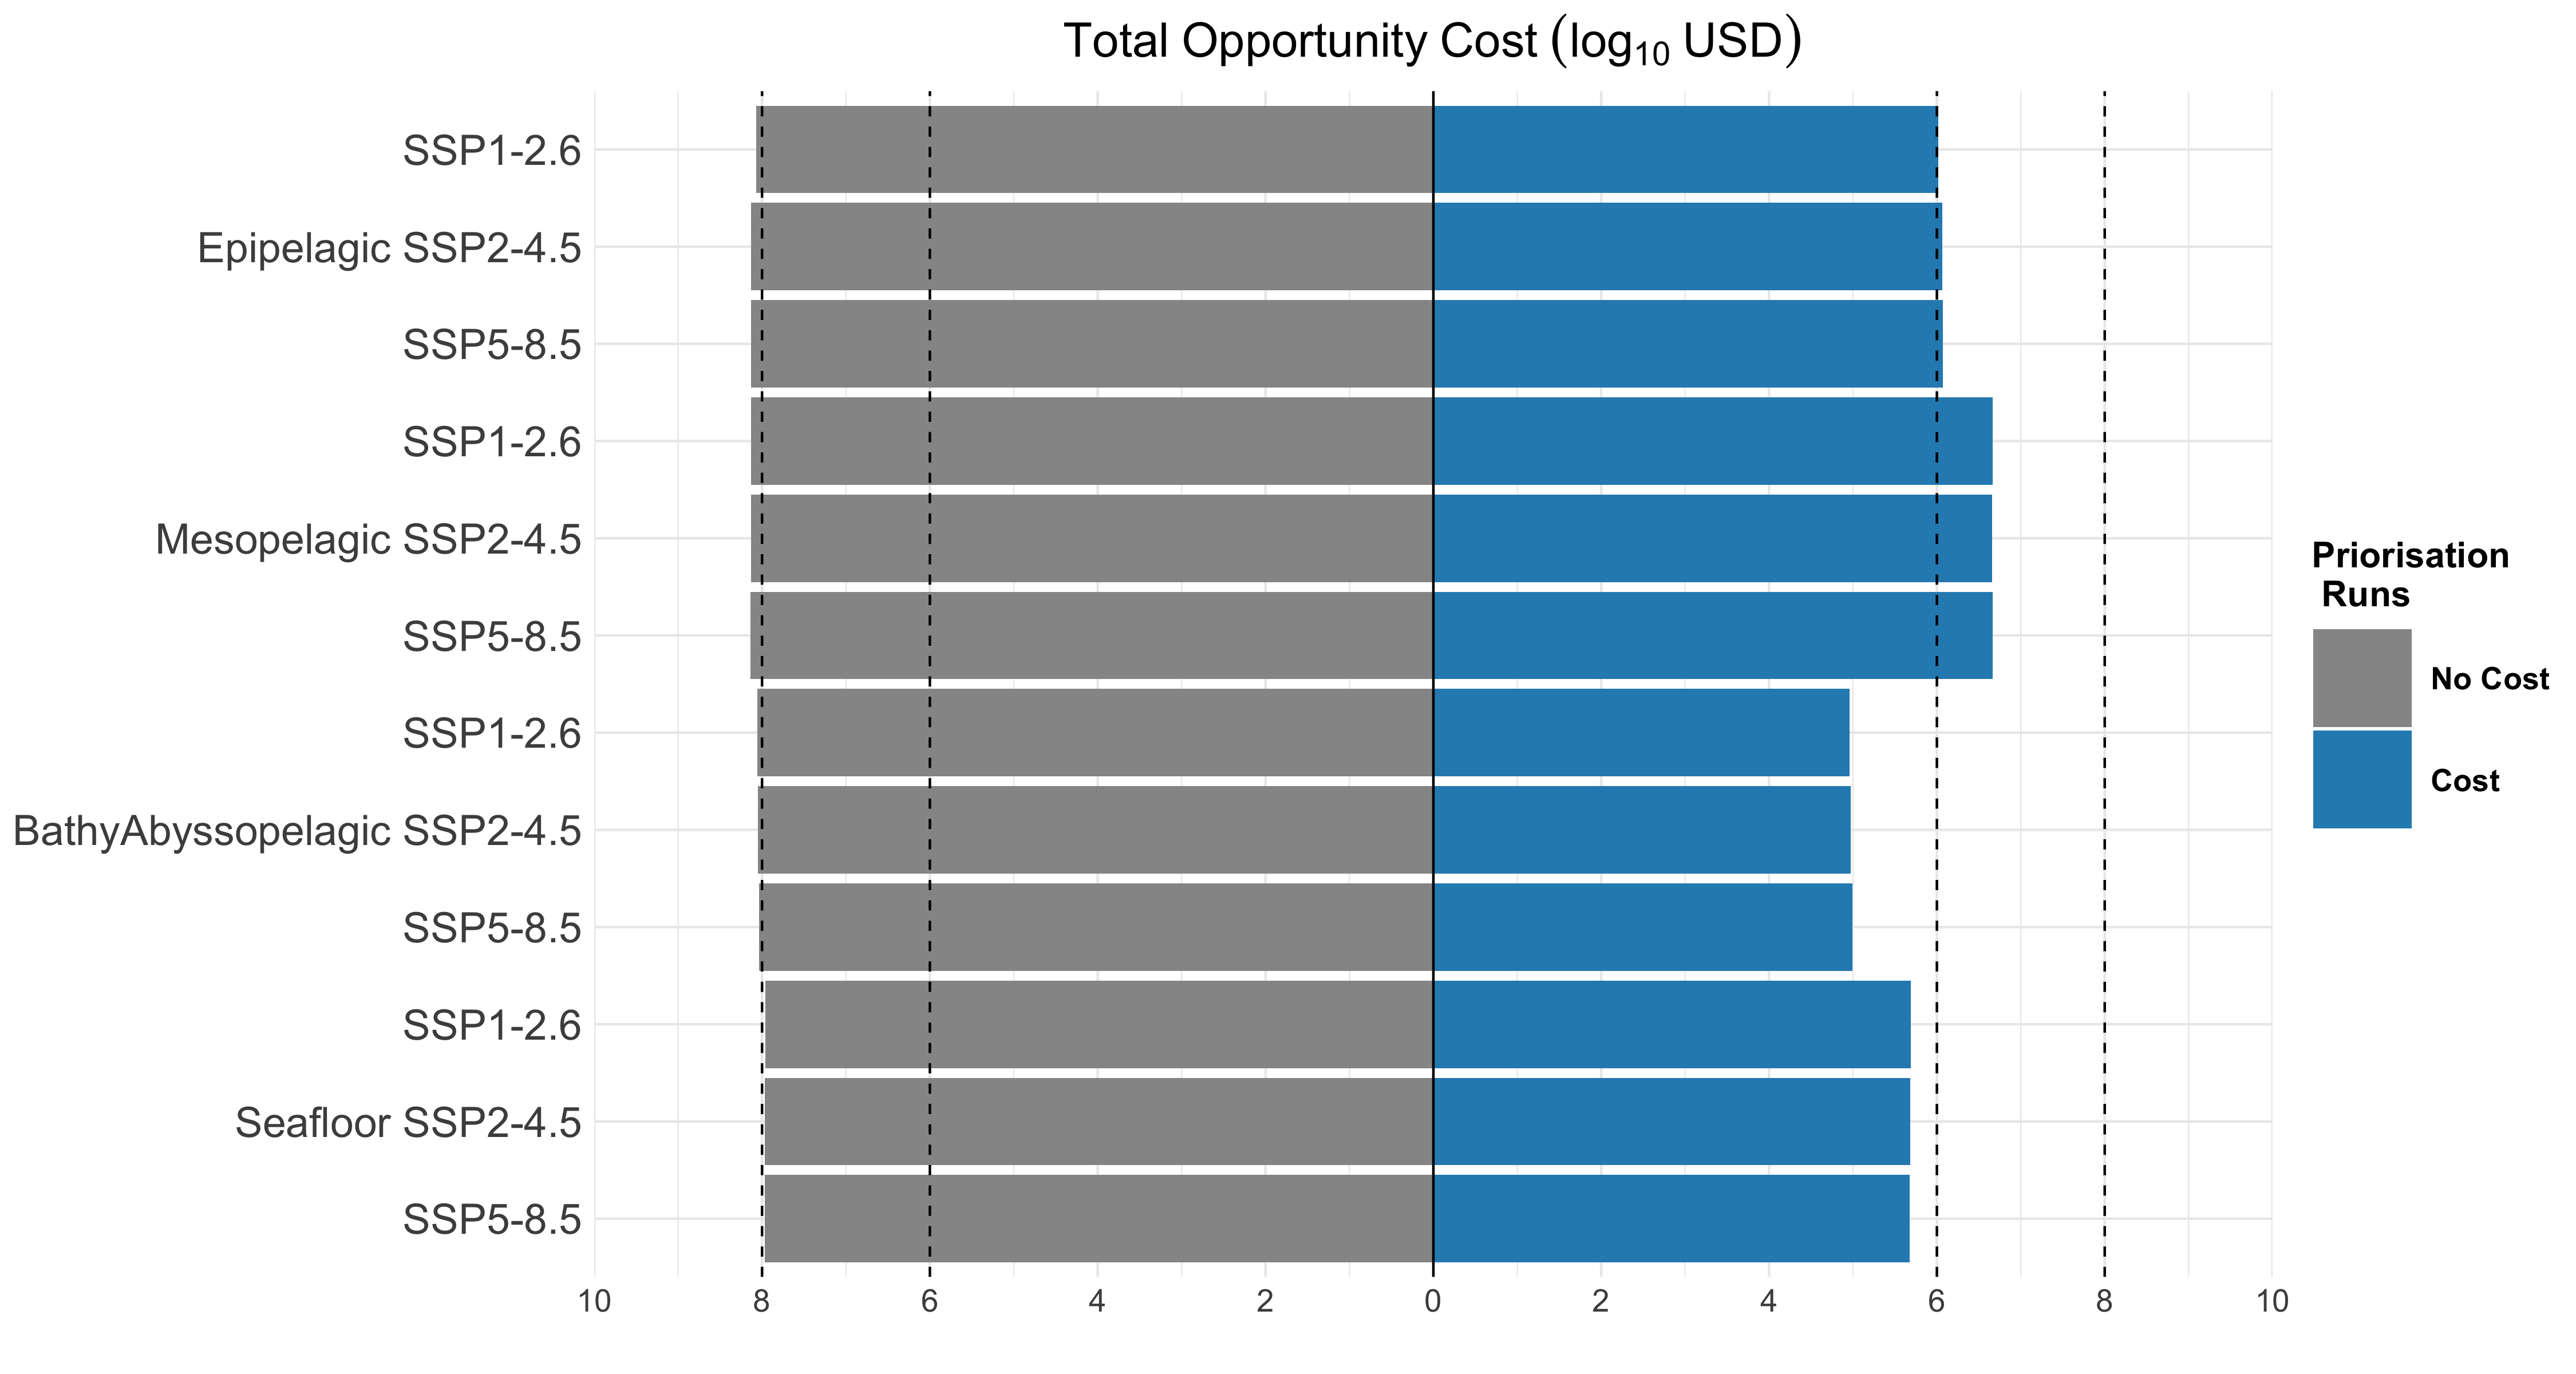 Total Opportunity Cost (log₁₀ USD)
SSP1-2.6
Epipelagic SSP2-4.5
SSP5-8.5
SSP1-2.6
Mesopelagic SSP2-4.5
SSP5-8.5
SSP1-2.6
BathyAbyssopelagic SSP2-4.5
SSP5-8.5
SSP1-2.6
Seafloor SSP2-4.5
SSP5-8.5
10 8 6 4 2 0 2 4 6 8 10
Priorisation
Runs
No Cost
Cost